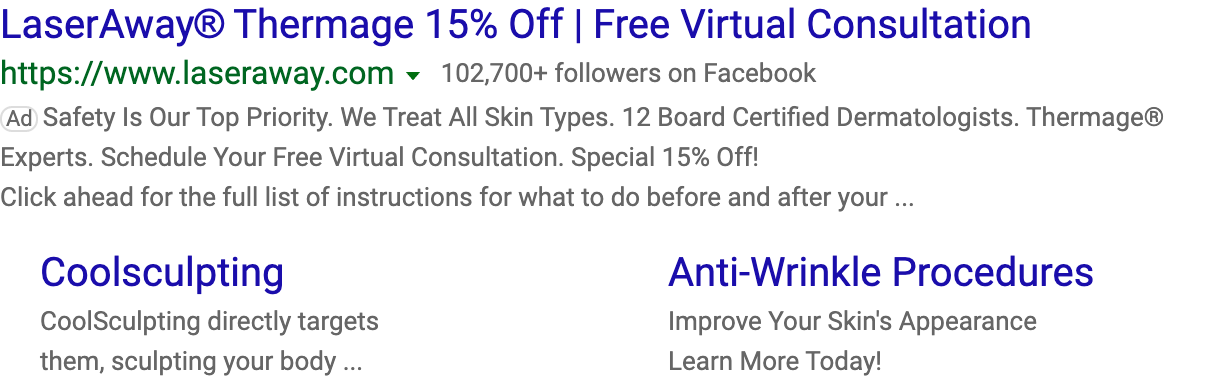 LaserAway® Thermage 15% Off | Free Virtual Consultation
https://www.laseraway.com 102,700+ followers on Facebook
Ad Safety Is Our Top Priority. We Treat All Skin Types. 12 Board Certified Dermatologists. Thermage®
Experts. Schedule Your Free Virtual Consultation. Special 15% Off!
Click ahead for the full list of instructions for what to do before and after your ...
Coolsculpting
CoolSculpting directly targets
them, sculpting your body ...
Anti-Wrinkle Procedures
Improve Your Skin's Appearance
Learn More Today!